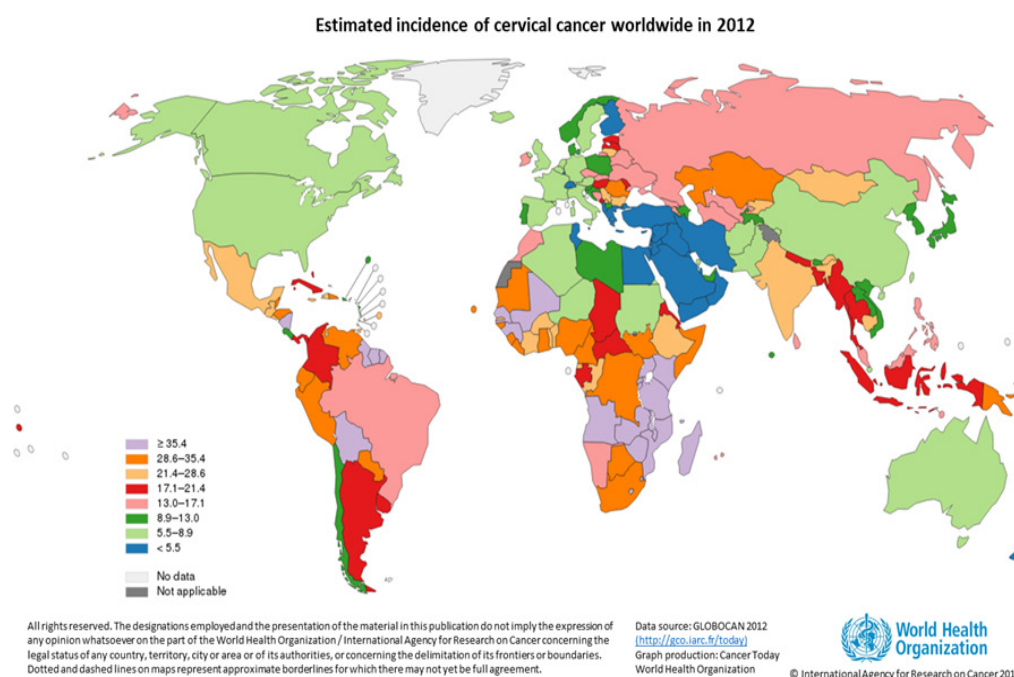 Estimated incidence of cervical cancer worldwide in 2012
≥ 35.4
28.6–35.4
21.4–28.6
17.1–21.4
13.0–17.1
8.9–13.0
5.5–8.9
< 5.5
No data
Not applicable
All rights reserved. The designations employed and the presentation of the material in this publication do not imply the expression of
any opinion whatsoever on the part of the World Health Organization / International Agency for Research on Cancer concerning the
legal status of any country, territory, city or area or of its authorities, or concerning the delimitation of its frontiers or boundaries.
Dotted and dashed lines on maps represent approximate borderlines for which there may not yet be full agreement.
Data source: GLOBOCAN 2012
(http://gco.iarc.fr/today)
Graph production: Cancer Today
World Health Organization
World Health
Organization
© International Agency for Research on Cancer 201